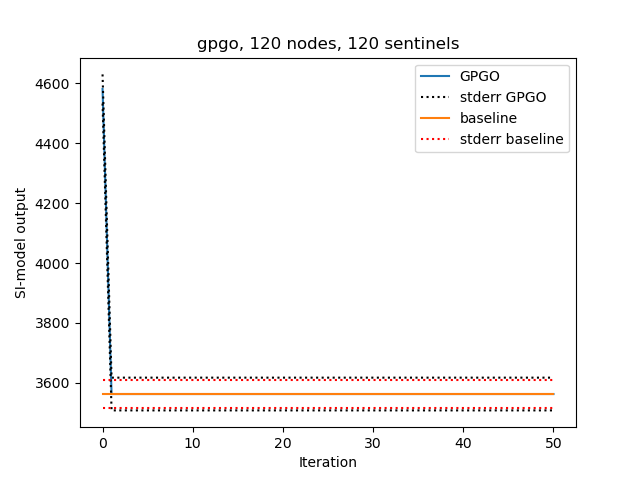 gpgo, 120 nodes, 120 sentinels
GPGO
stderr GPGO
baseline
stderr baseline
4600
4400
4200
4000
3800
3600
SI-model output
0 10 20 30 40 50
Iteration